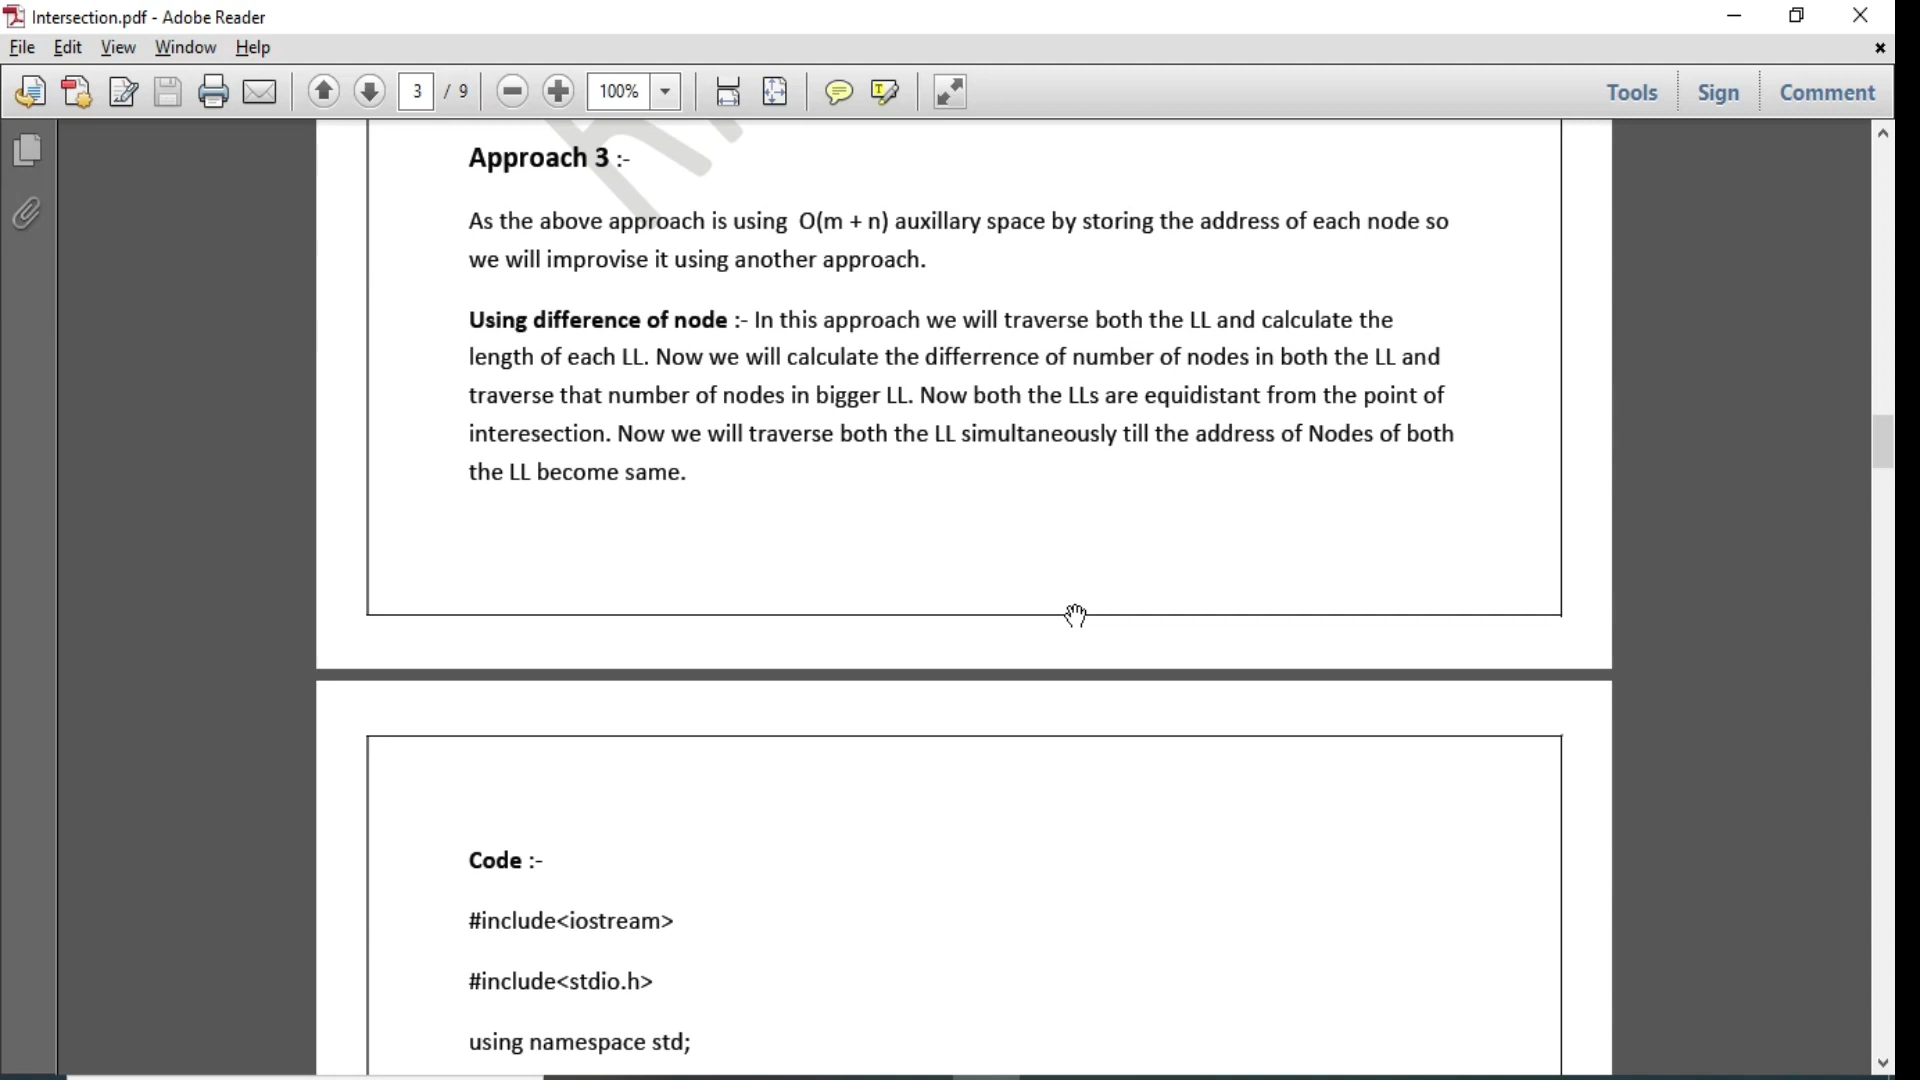 Intersection.pdf - Adobe Reader
File Edit View Window Help
3 / 9 100% Tools Sign Comment
Approach 3 :-
As the above approach is using O(m + n) auxillary space by storing the address of each node so
we will improvise it using another approach.
Using difference of node :- In this approach we will traverse both the LL and calculate the
length of each LL. Now we will calculate the differrence of number of nodes in both the LL and
traverse that number of nodes in bigger LL. Now both the LLs are equidistant from the point of
interesection. Now we will traverse both the LL simultaneously till the address of Nodes of both
the LL become same.
Code :-
#include<iostream>
#include<stdio.h>
using namespace std;